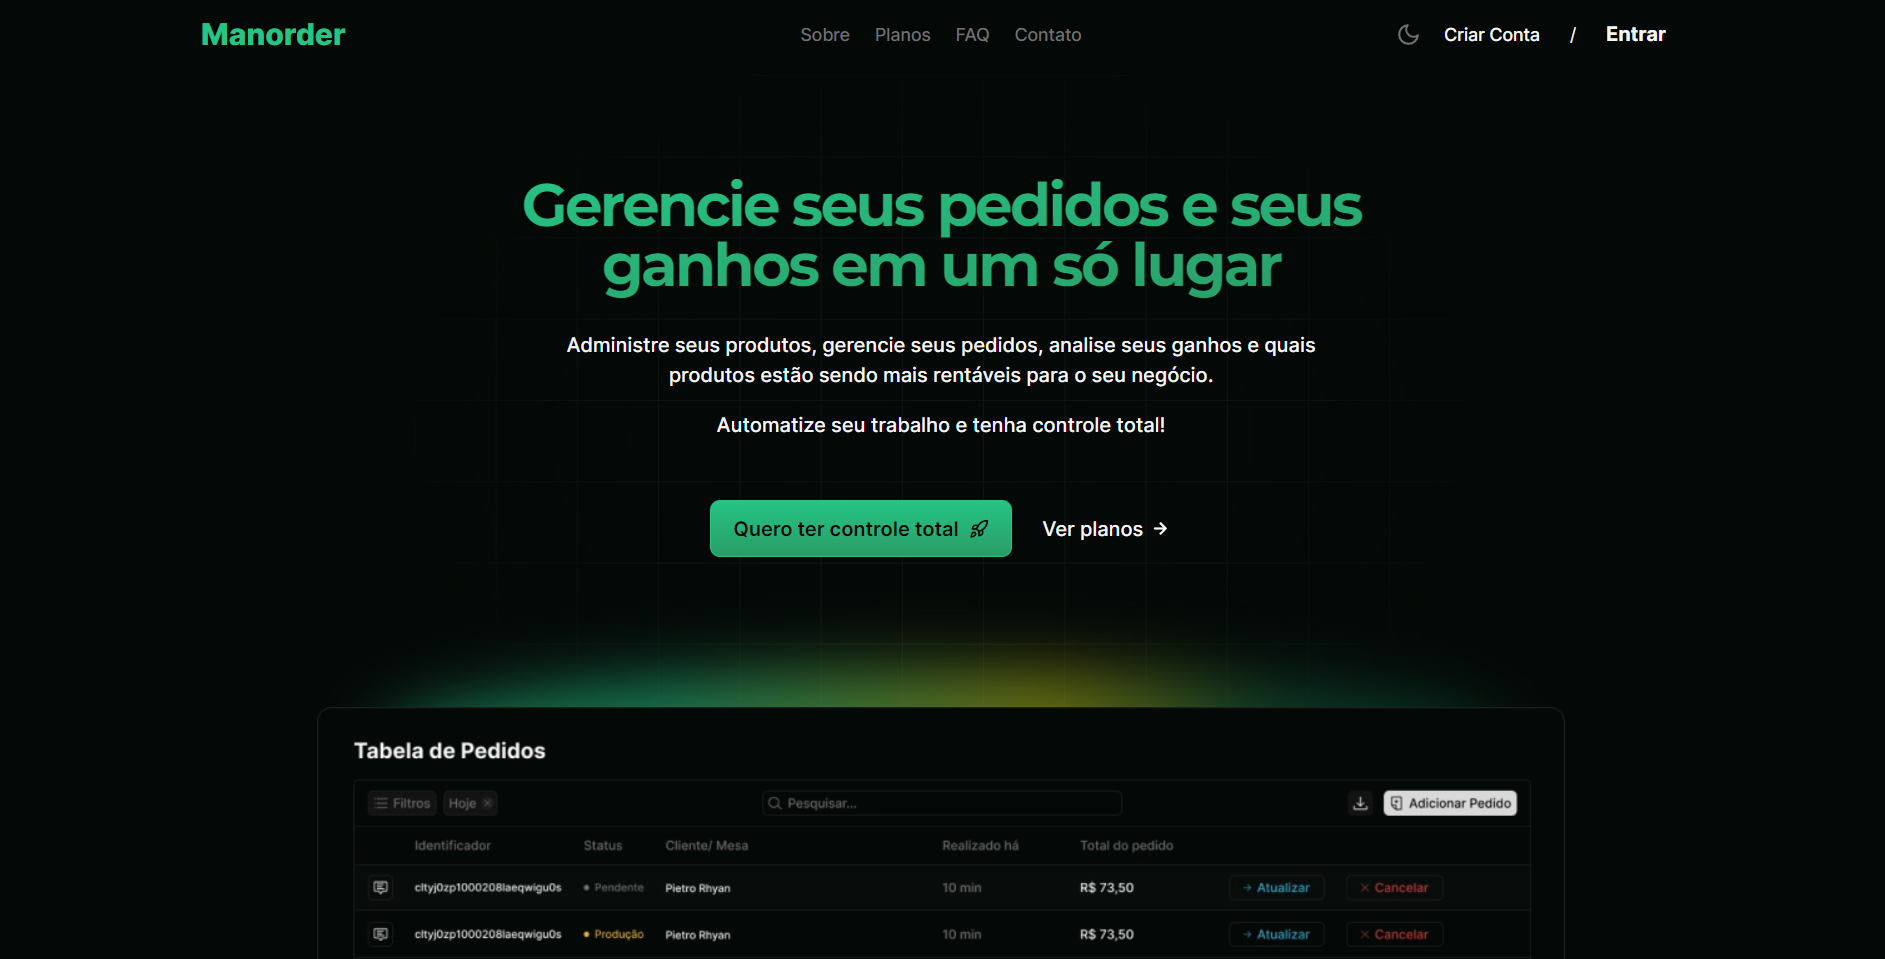 Manorder
Sobre Planos FAQ Contato
Criar Conta / Entrar
Gerencie seus pedidos e seus
ganhos em um só lugar
Administre seus produtos, gerencie seus pedidos, analise seus ganhos e quais
produtos estão sendo mais rentáveis para o seu negócio.
Automatize seu trabalho e tenha controle total!
Quero ter controle total
Ver planos →
Tabela de Pedidos
Filtros Hoje × Pesquisar... Adicionar Pedido
Identificador Status Cliente/ Mesa Realizado há Total do pedido
cltyj0zp1000208laeqwigu0s Pendente Pietro Rhyan 10 min R$ 73,50 → Atualizar × Cancelar
cltyj0zp1000208laeqwigu0s Produção Pietro Rhyan 10 min R$ 73,50 → Atualizar × Cancelar